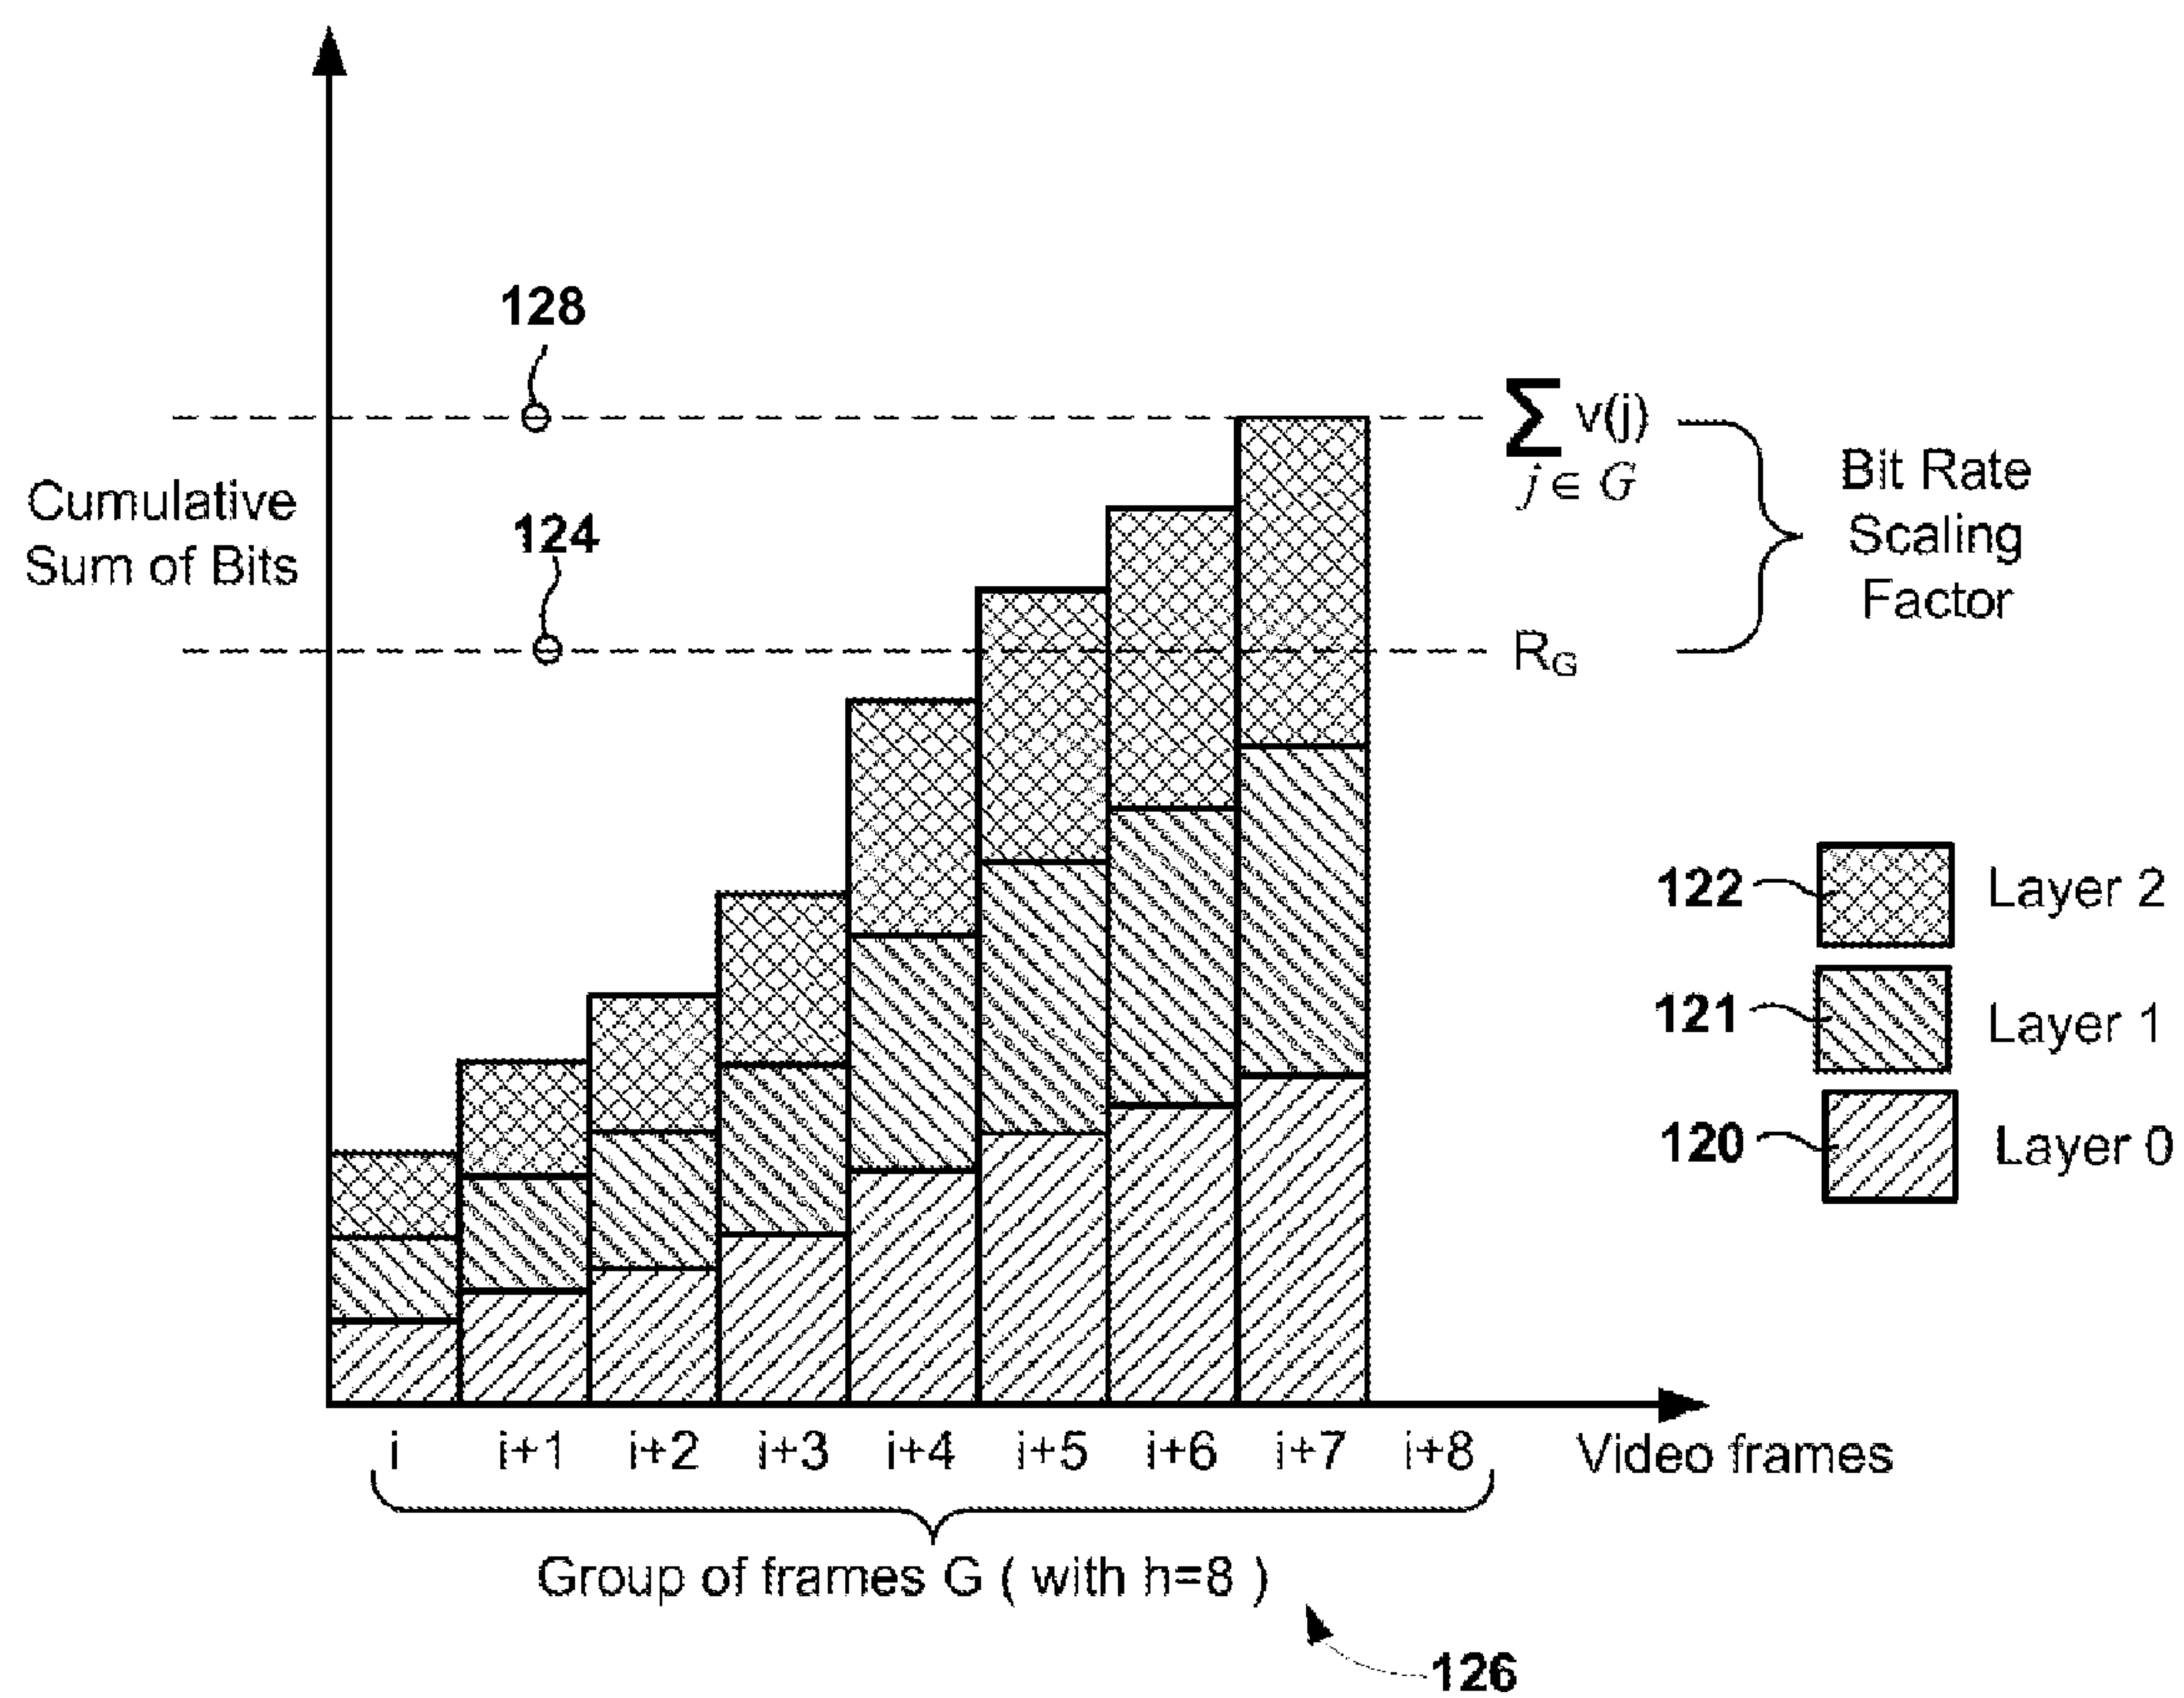 128
∑ v(j)
j ∈ G
Bit Rate
Scaling
Factor
Cumulative
Sum of Bits
124
R_G
122 Layer 2
121 Layer 1
120 Layer 0
i i+1 i+2 i+3 i+4 i+5 i+6 i+7 i+8 Video frames
Group of frames G ( with h=8 )
126